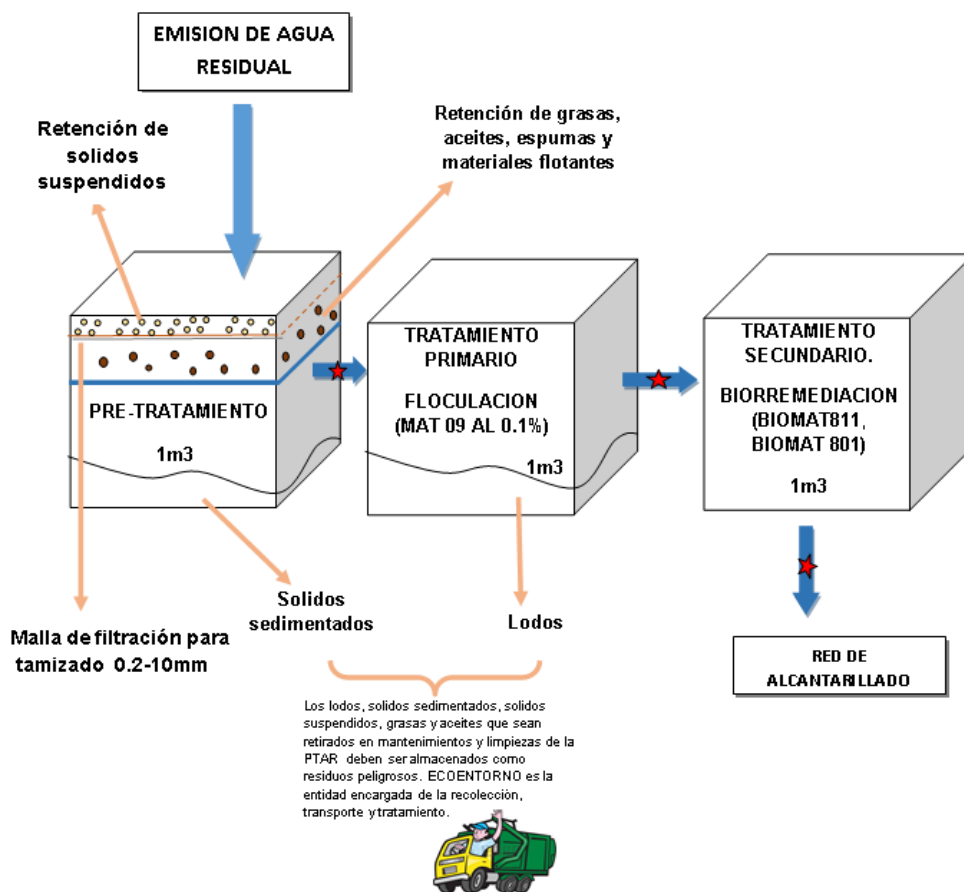 EMISION DE AGUA
RESIDUAL
Retención de
solidos
suspendidos
Retención de grasas,
aceites, espumas y
materiales flotantes
PRE-TRATAMIENTO
1m3
TRATAMIENTO
PRIMARIO
FLOCULACION
(MAT 09 AL 0.1%)
1m3
TRATAMIENTO
SECUNDARIO.
BIORREMEDIACION
(BIOMAT811,
BIOMAT 801)
1m3
Malla de filtración para
tamizado 0.2-10mm
Solidos
sedimentados
Lodos
RED DE
ALCANTARILLADO
Los lodos, solidos sedimentados, solidos
suspendidos, grasas y aceites que sean
retirados en mantenimientos y limpiezas de la
PTAR deben ser almacenados como
residuos peligrosos. ECOENTORNO es la
entidad encargada de la recolección,
transporte y tratamiento.